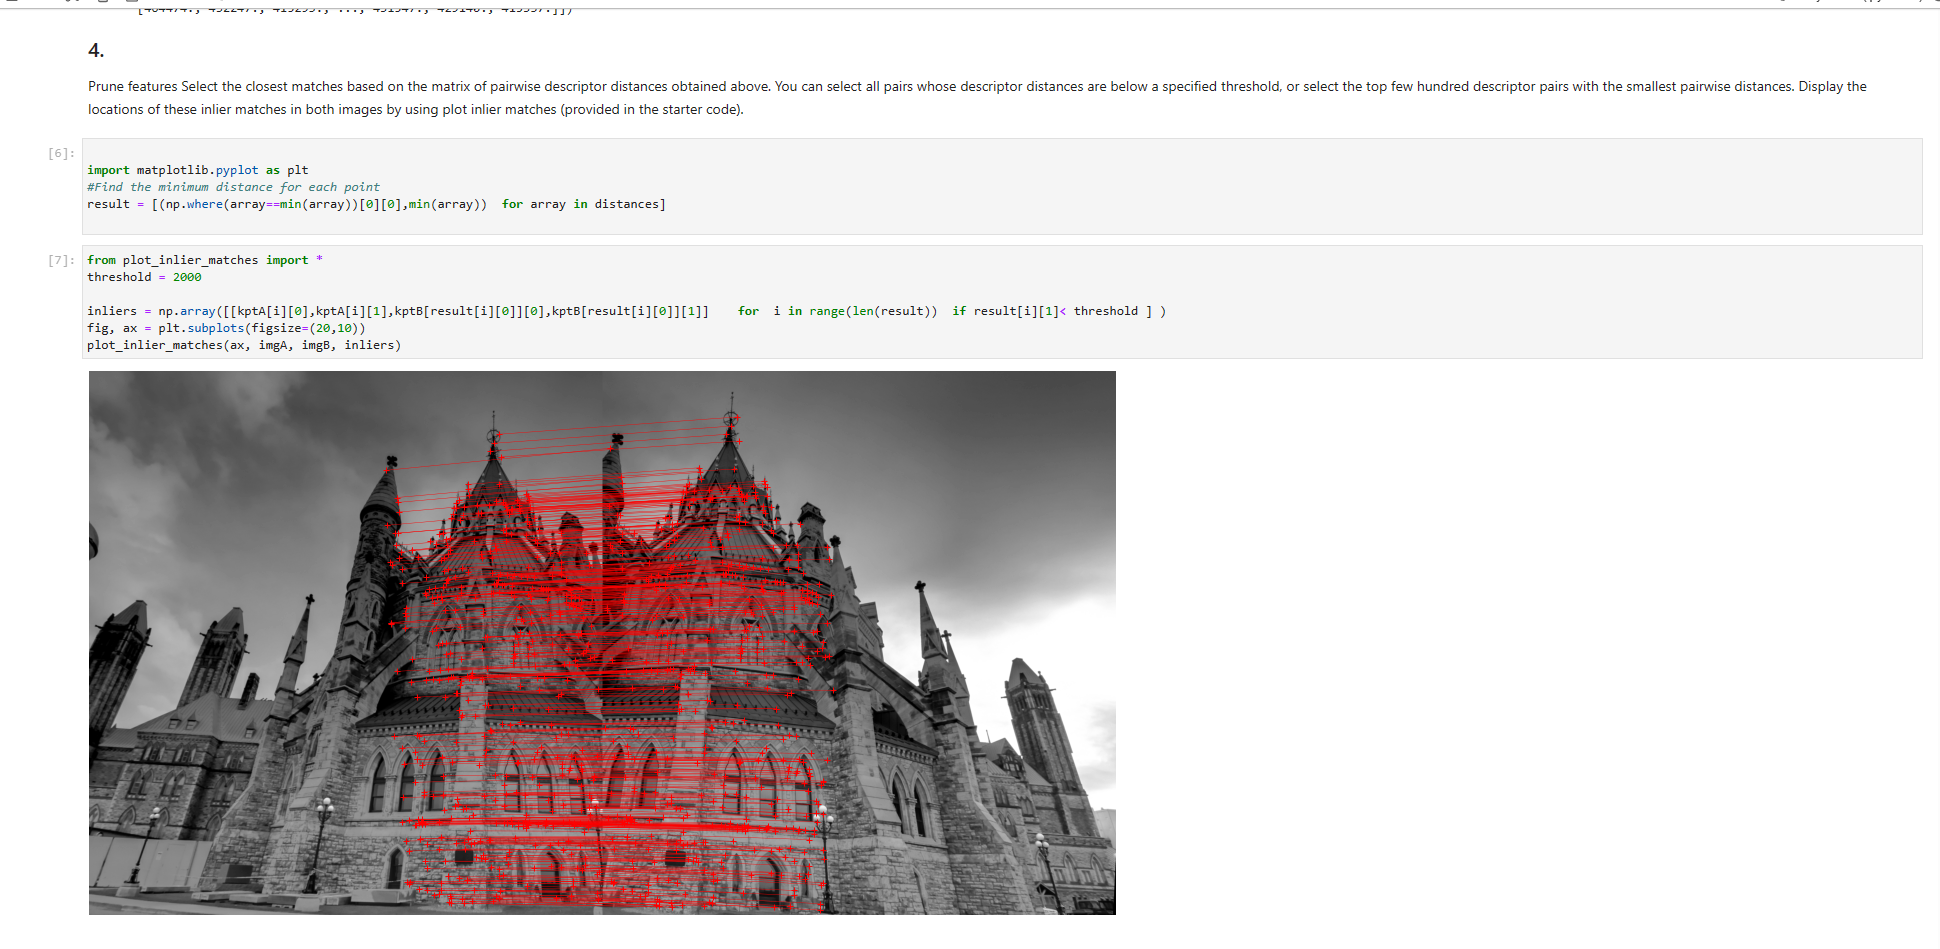 4.
Prune features Select the closest matches based on the matrix of pairwise descriptor distances obtained above. You can select all pairs whose descriptor distances are below a specified threshold, or select the top few hundred descriptor pairs with the smallest pairwise distances. Display the
locations of these inlier matches in both images by using plot inlier matches (provided in the starter code).
[6]:
import matplotlib.pyplot as plt
#Find the minimum distance for each point
result = [(np.where(array==min(array))[0][0],min(array))  for array in distances]
[7]:
from plot_inlier_matches import *
threshold = 2000
inliers = np.array([[kptA[i][0],kptA[i][1],kptB[result[i][0]][0],kptB[result[i][0]][1]]    for  i in range(len(result))  if result[i][1]< threshold ] )
fig, ax = plt.subplots(figsize=(20,10))
plot_inlier_matches(ax, imgA, imgB, inliers)